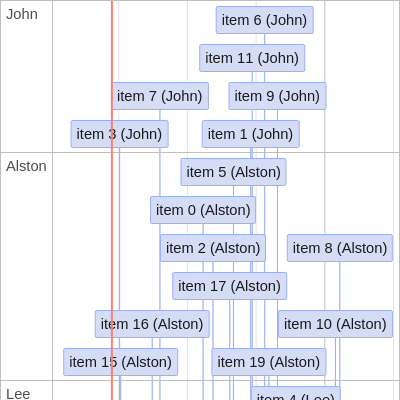 John
item 6 (John)
item 11 (John)
item 7 (John)
item 9 (John)
item 3 (John)
item 1 (John)
Alston
item 5 (Alston)
item 0 (Alston)
item 2 (Alston)
item 8 (Alston)
item 17 (Alston)
item 16 (Alston)
item 10 (Alston)
item 15 (Alston)
item 19 (Alston)
Lee
item 4 (Lee)